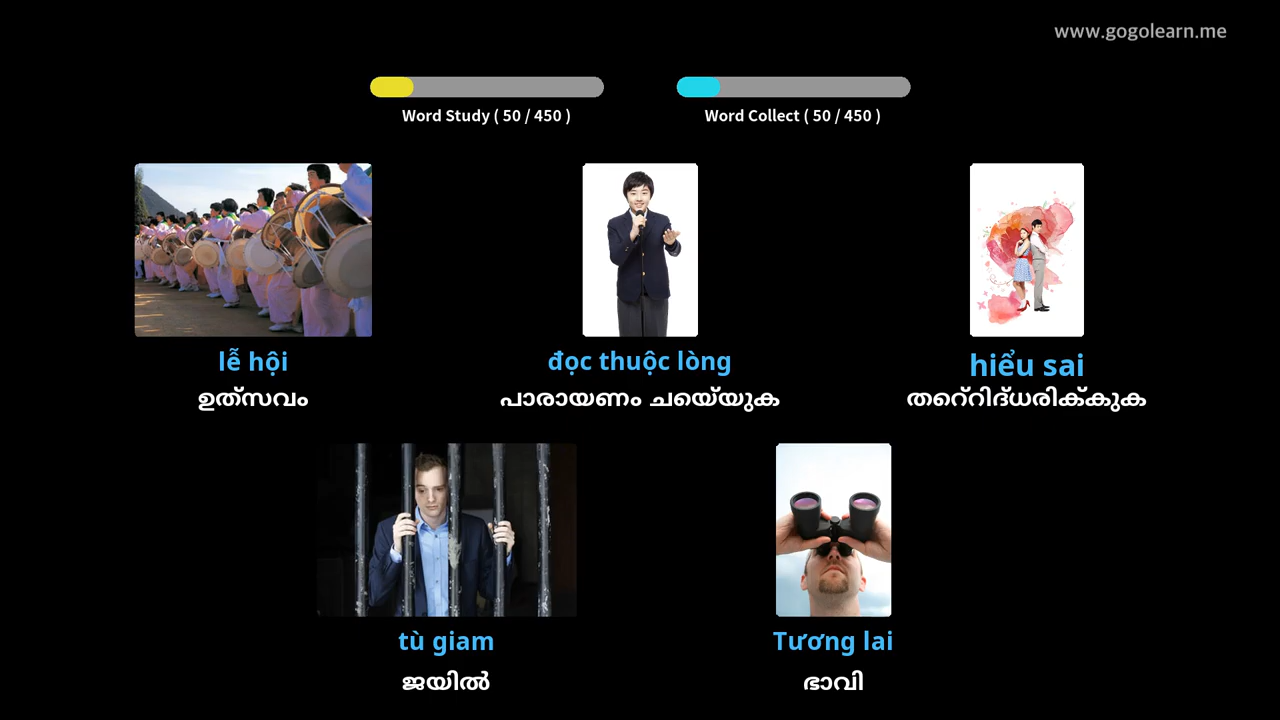 www.gogolearn.me
Word Study ( 50 / 450 )
Word Collect ( 50 / 450 )
lễ hội
ഉത്സവം
đọc thuộc lòng
പാരായണം ചെയ്യുക
hiểu sai
തെറ്റിദ്ധരിക്കുക
tù giam
ജയിൽ
Tương lai
ഭാവി